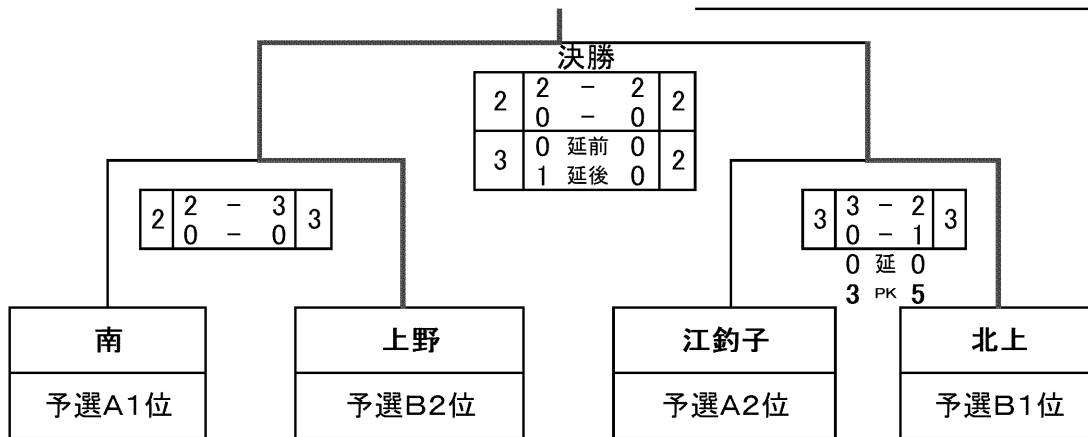 決勝
2 2 - 2 2
0 - 0
3 0 延前 0 2
1 延後 0
2 2 - 3 3
0 - 0
3 3 - 2 3
0 - 1
0 延 0
3 PK 5
南 上野 江釣子 北上
予選A1位 予選B2位 予選A2位 予選B1位